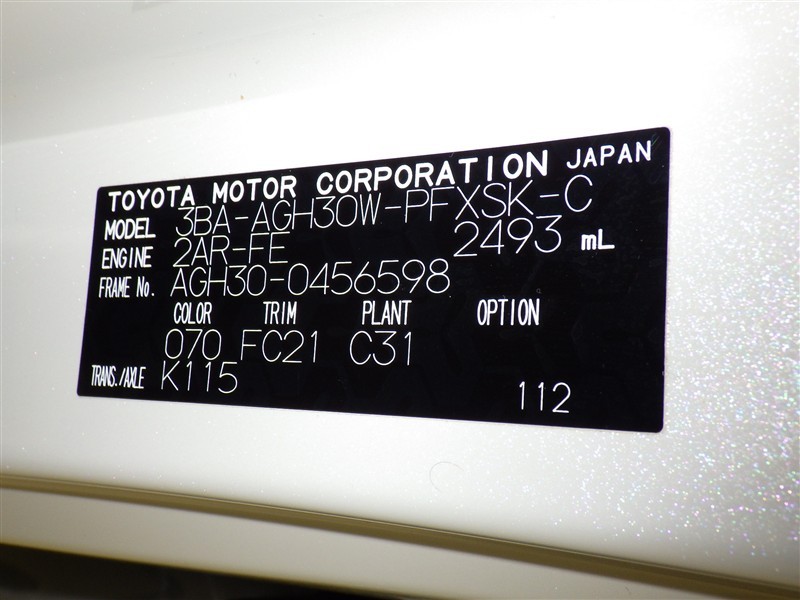 TOYOTA MOTOR CORPORATION JAPAN
MODEL 3BA-AGH30W-PFXSK-C
ENGINE 2AR-FE 2493 mL
FRAME No. AGH30-0456598
COLOR TRIM PLANT OPTION
070 FC21 C31
TRANS./AXLE K115
112